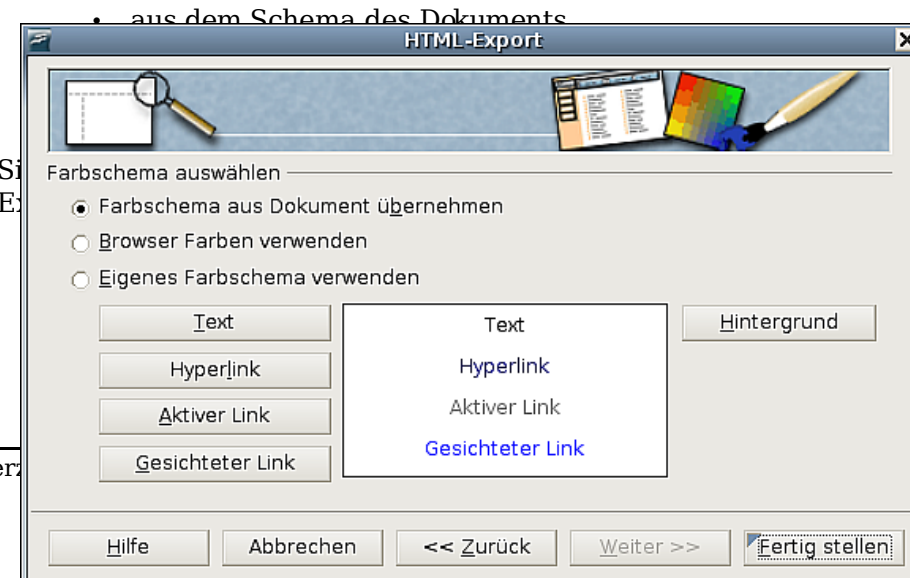 • aus dem Schema des Dokuments
HTML-Export
Farbschema auswählen
Farbschema aus Dokument übernehmen
Browser Farben verwenden
Eigenes Farbschema verwenden
Text
Hyperlink
Aktiver Link
Gesichteter Link
Text
Hyperlink
Aktiver Link
Gesichteter Link
Hintergrund
Hilfe
Abbrechen
<< Zurück
Weiter >>
Fertig stellen